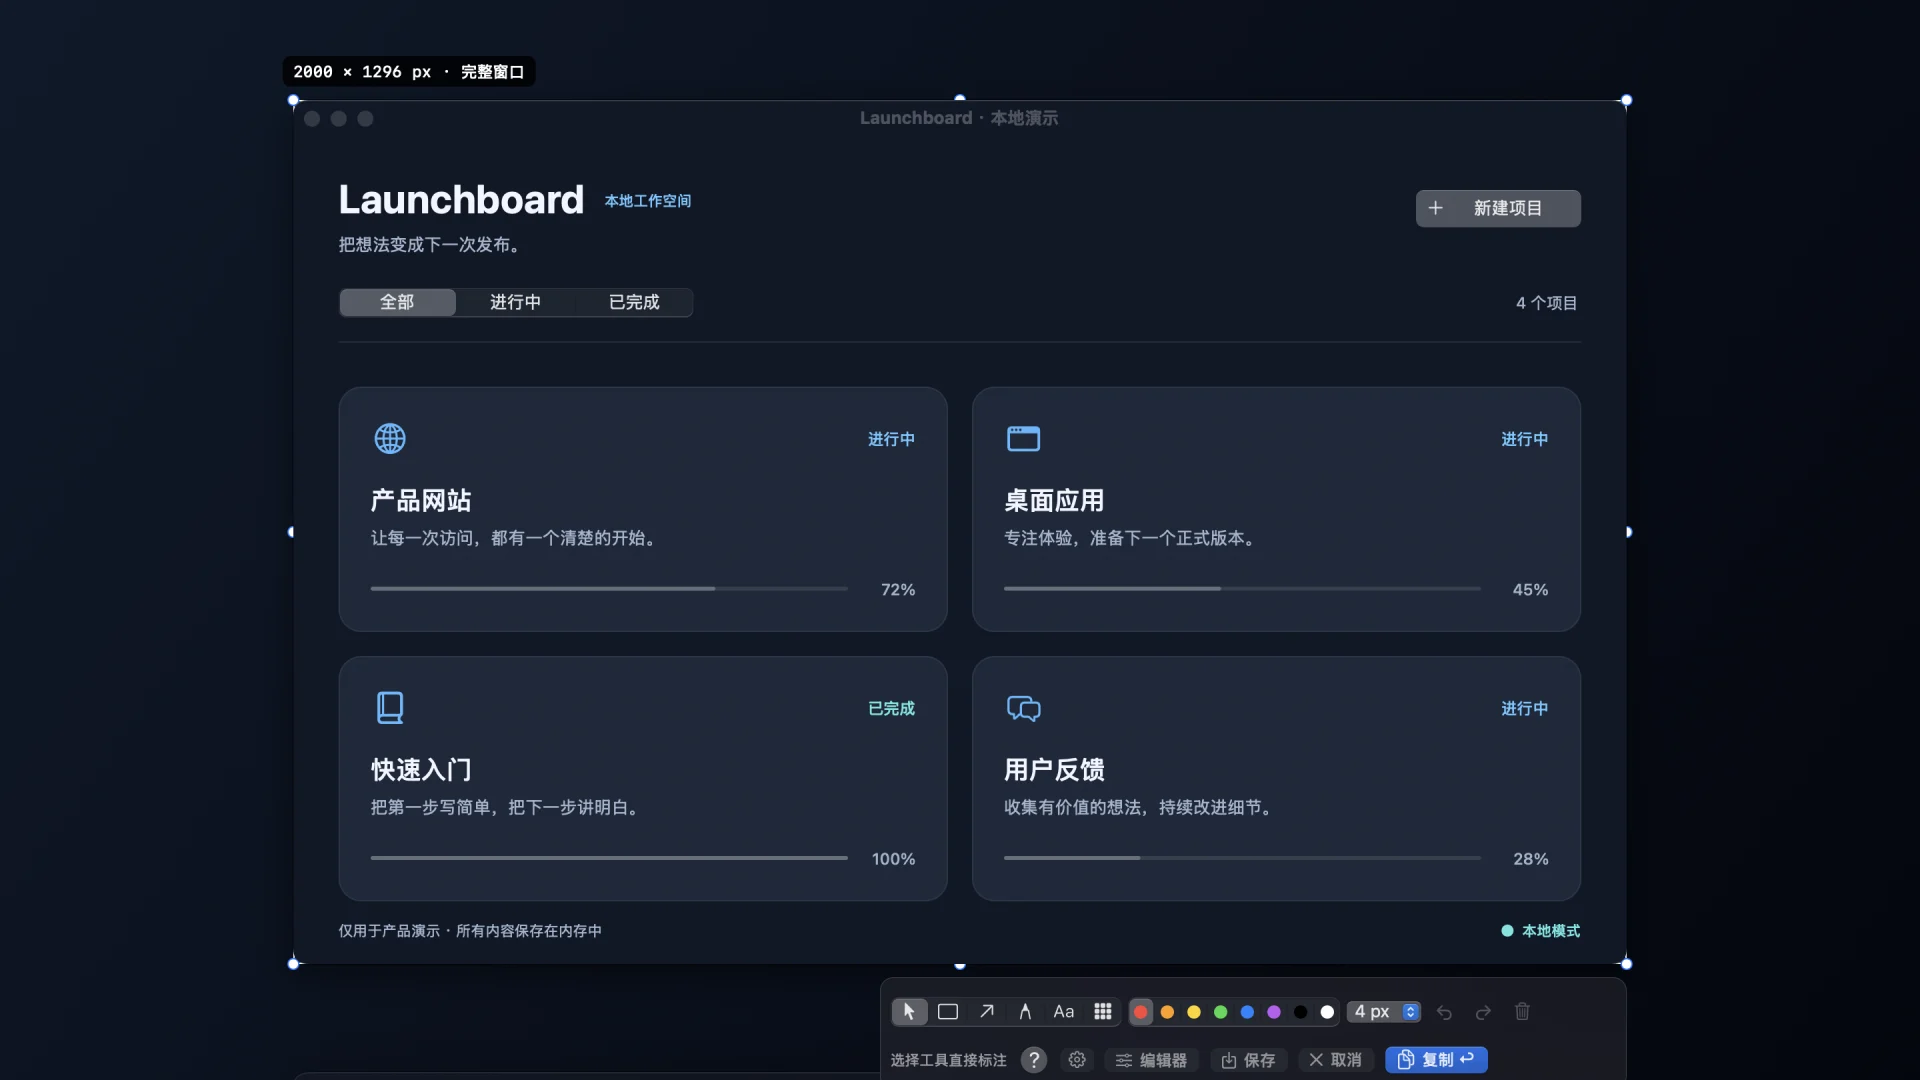 2000 × 1296 px · 完整窗口
Launchboard · 本地演示
Launchboard 本地工作空间
新建项目
把想法变成下一次发布。
全部 进行中 已完成
4 个项目
进行中
产品网站
让每一次访问，都有一个清楚的开始。
72%
进行中
桌面应用
专注体验，准备下一个正式版本。
45%
已完成
快速入门
把第一步写简单，把下一步讲明白。
100%
进行中
用户反馈
收集有价值的想法，持续改进细节。
28%
仅用于产品演示 · 所有内容保存在内存中
本地模式
Aa
4 px
选择工具直接标注 ? 编辑器 保存 取消 复制